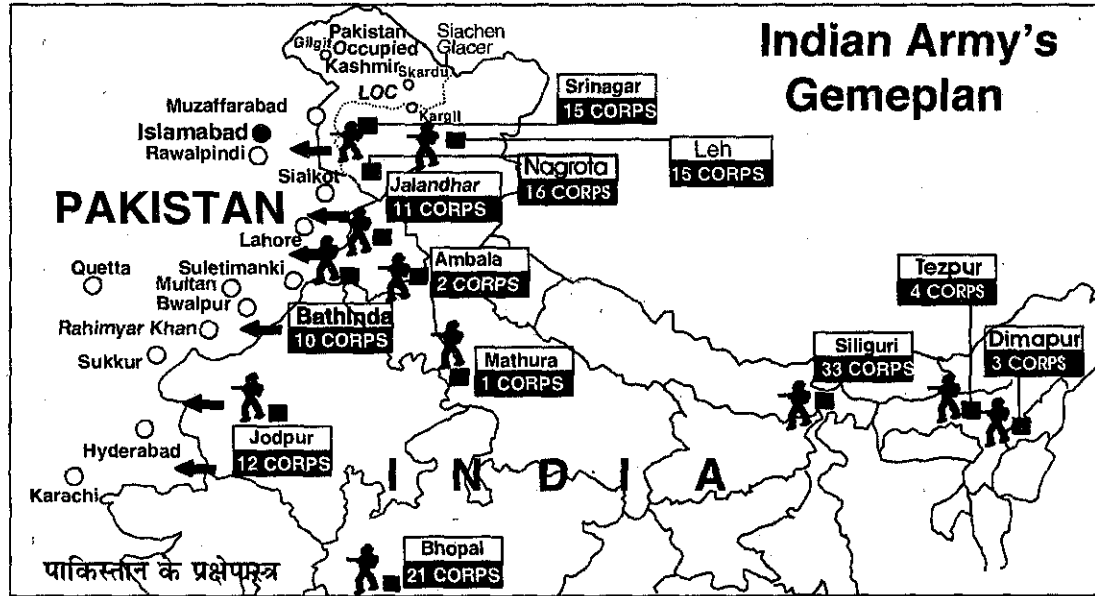 Indian Army's
Gemeplan
Gilgit
Pakistan
Occupied
Kashmir
Siachen
Glacer
Skardu
LOC
Kargil
Srinagar
15 CORPS
Muzaffarabad
Islamabad
Rawalpindi
Leh
15 CORPS
Nagrota
16 CORPS
Sialkot
Jalandhar
11 CORPS
PAKISTAN
Lahore
Ambala
2 CORPS
Quetta
Suletimanki
Multan
Bwalpur
Rahimyar Khan
Bathinda
10 CORPS
Tezpur
4 CORPS
Dimapur
3 CORPS
Siliguri
33 CORPS
Sukkur
Mathura
1 CORPS
Hyderabad
Jodpur
12 CORPS
Karachi
INDIA
Bhopal
21 CORPS
पाकिस्तान के प्रक्षेपास्त्र